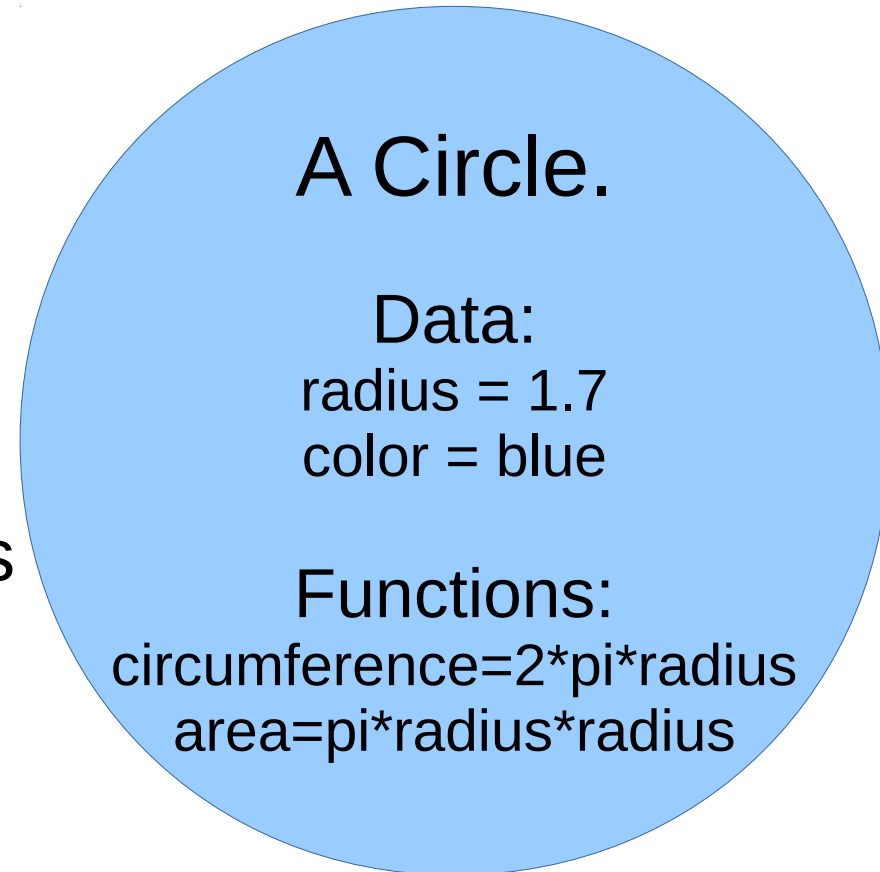 A Circle.
Data:
radius = 1.7
color = blue
s
Functions:
circumference=2*pi*radius
area=pi*radius*radius